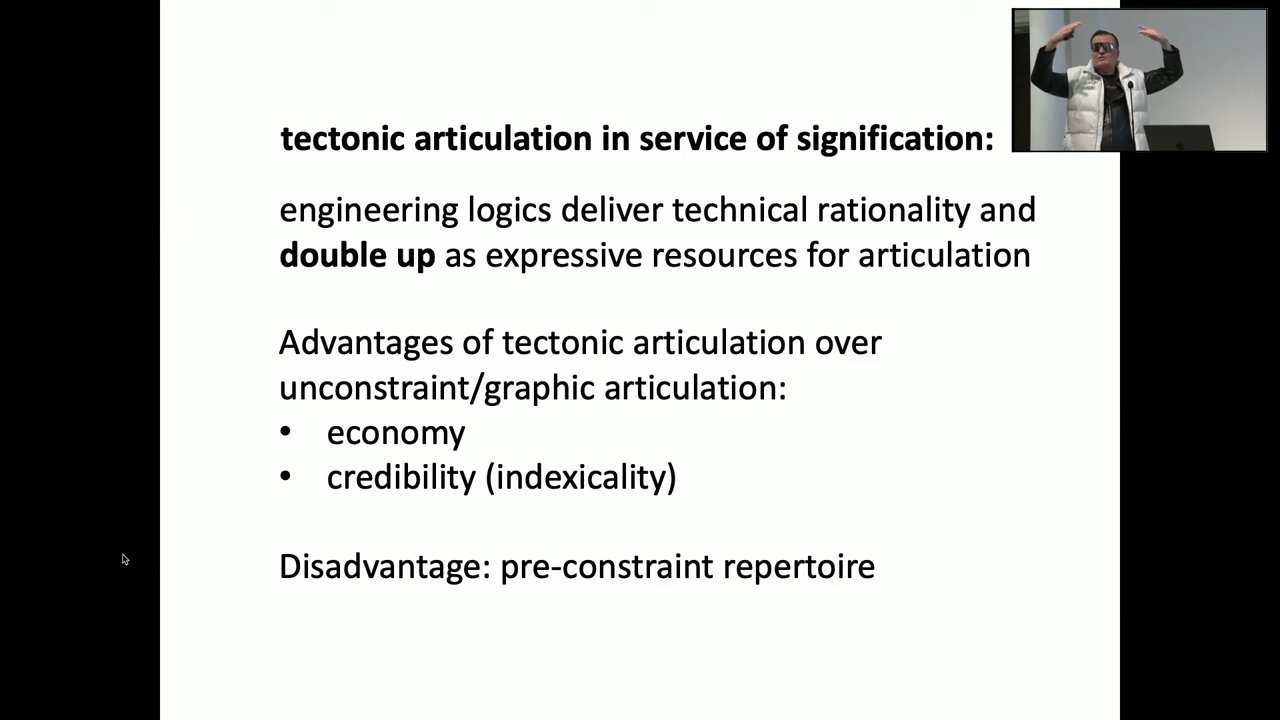 tectonic articulation in service of signification:
engineering logics deliver technical rationality and
double up as expressive resources for articulation
Advantages of tectonic articulation over
unconstraint/graphic articulation:
• economy
• credibility (indexicality)
Disadvantage: pre-constraint repertoire